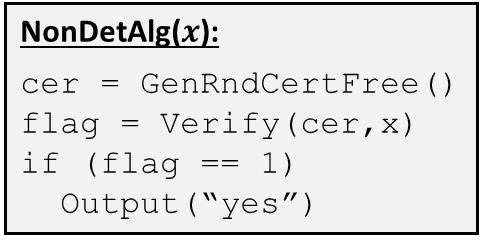 NonDetAlg(x):
cer = GenRndCertFree()
flag = Verify(cer,x)
if (flag == 1)
Output(“yes”)